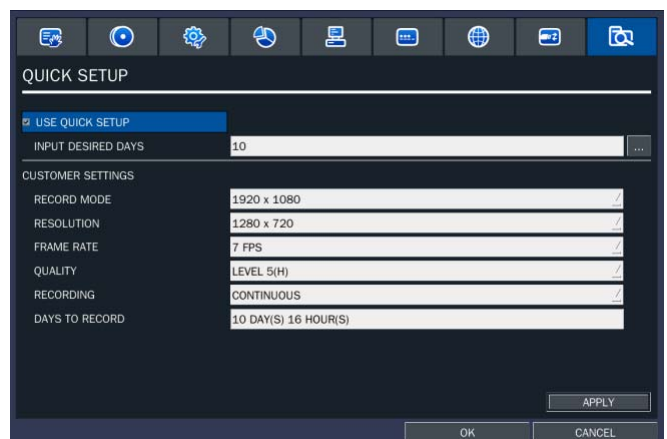 QUICK SETUP
USE QUICK SETUP
INPUT DESIRED DAYS 10 ...
CUSTOMER SETTINGS
RECORD MODE 1920 x 1080
RESOLUTION 1280 x 720
FRAME RATE 7 FPS
QUALITY LEVEL 5(H)
RECORDING CONTINUOUS
DAYS TO RECORD 10 DAY(S) 16 HOUR(S)
APPLY
OK CANCEL